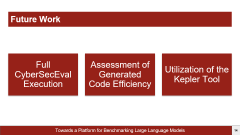 Future Work
Full
CyberSecEval
Execution
Assessment of
Generated
Code Efficiency
Utilization of the
Kepler Tool
Towards a Platform for Benchmarking Large Language Models